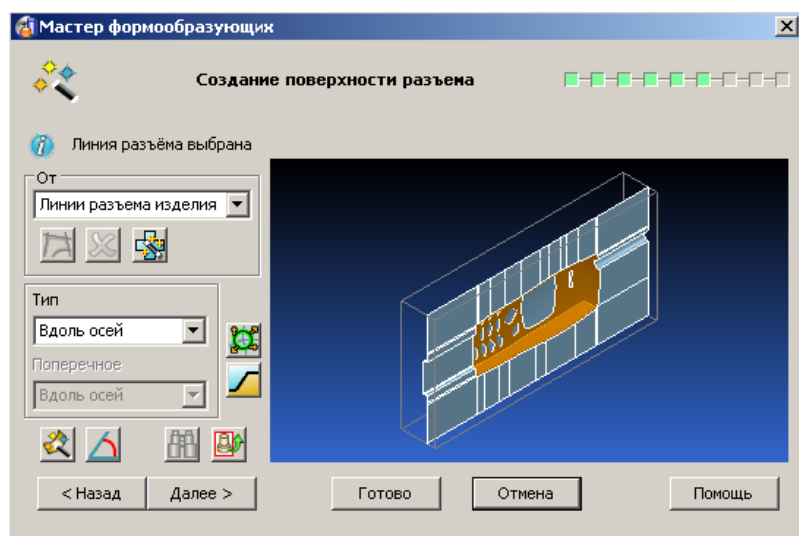 Мастер формообразующих
Создание поверхности разъема
Линия разъёма выбрана
От
Линии разъема изделия
Тип
Вдоль осей
Поперечное
Вдоль осей
< Назад
Далее >
Готово
Отмена
Помощь